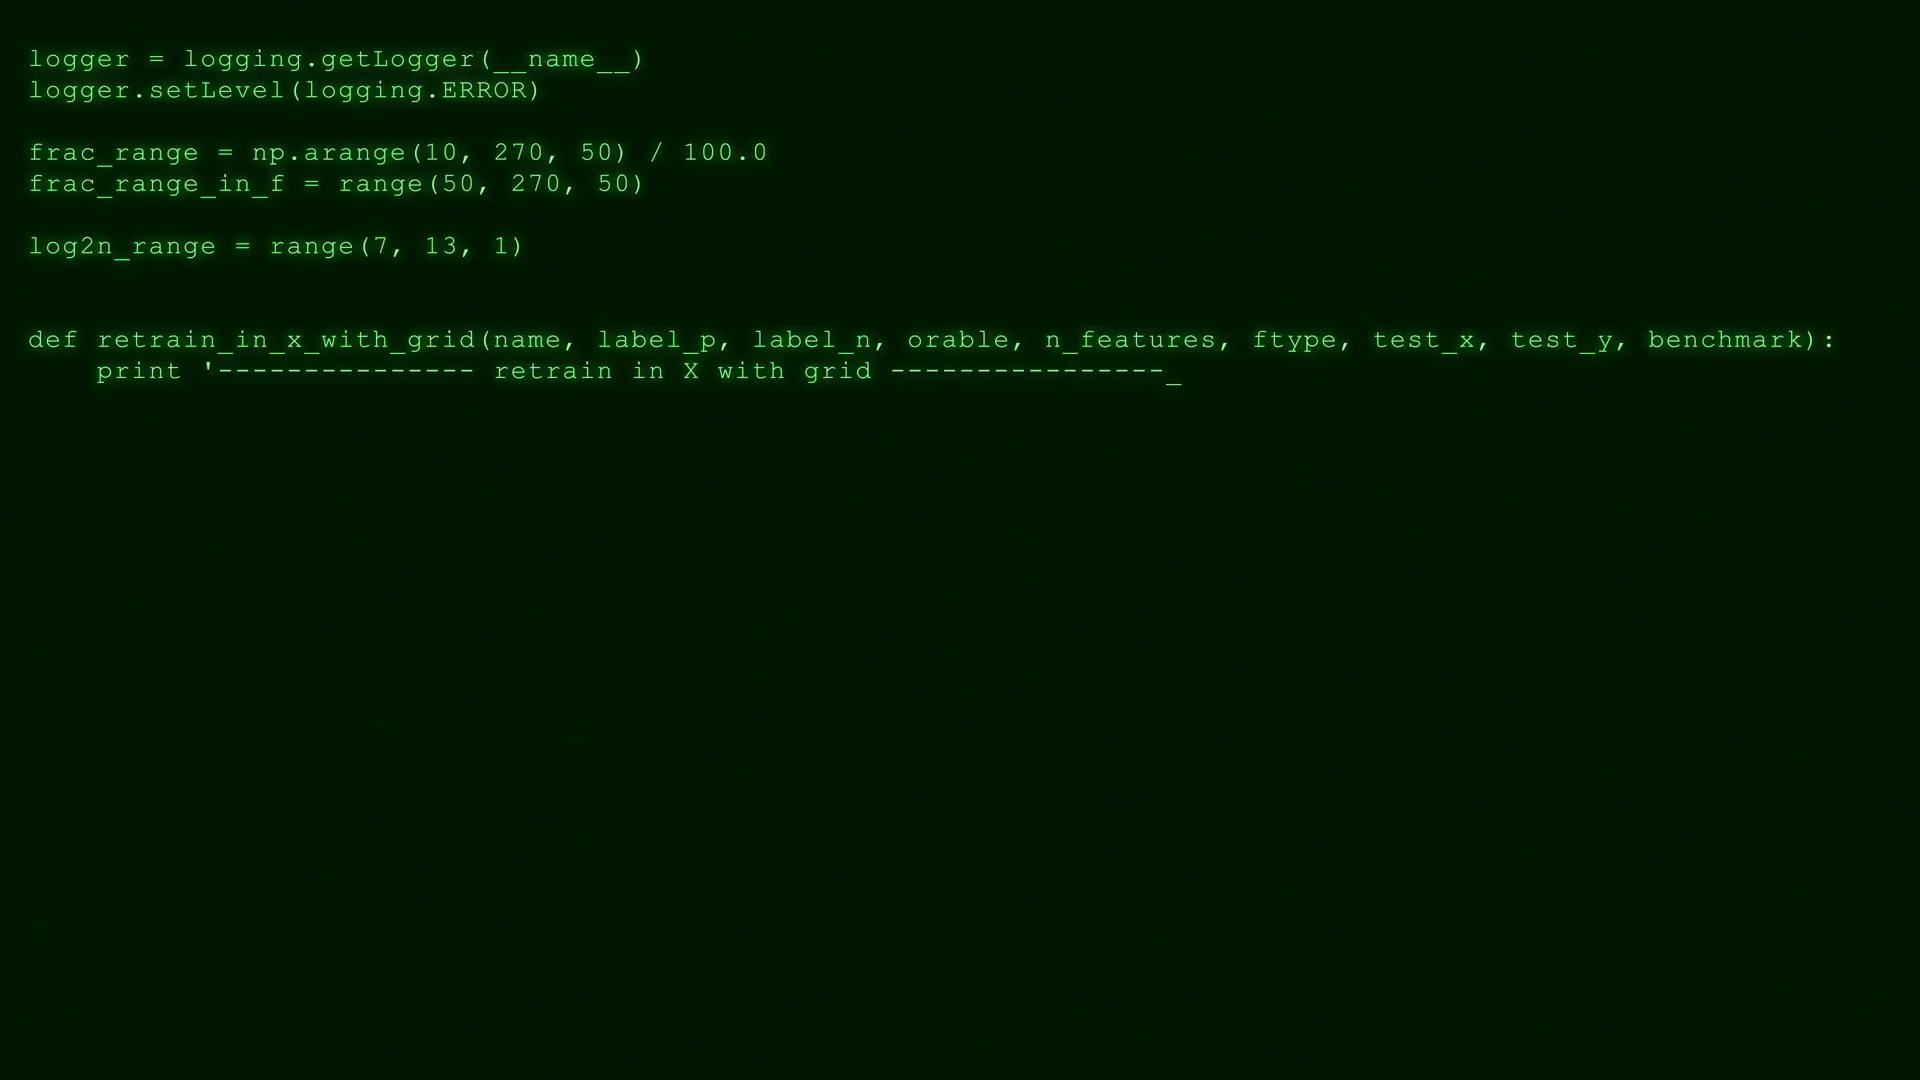 logger = logging.getLogger(__name__)
logger.setLevel(logging.ERROR)
frac_range = np.arange(10, 270, 50) / 100.0
frac_range_in_f = range(50, 270, 50)
log2n_range = range(7, 13, 1)
def retrain_in_x_with_grid(name, label_p, label_n, orable, n_features, ftype, test_x, test_y, benchmark):
    print '--------------- retrain in X with grid ----------------_